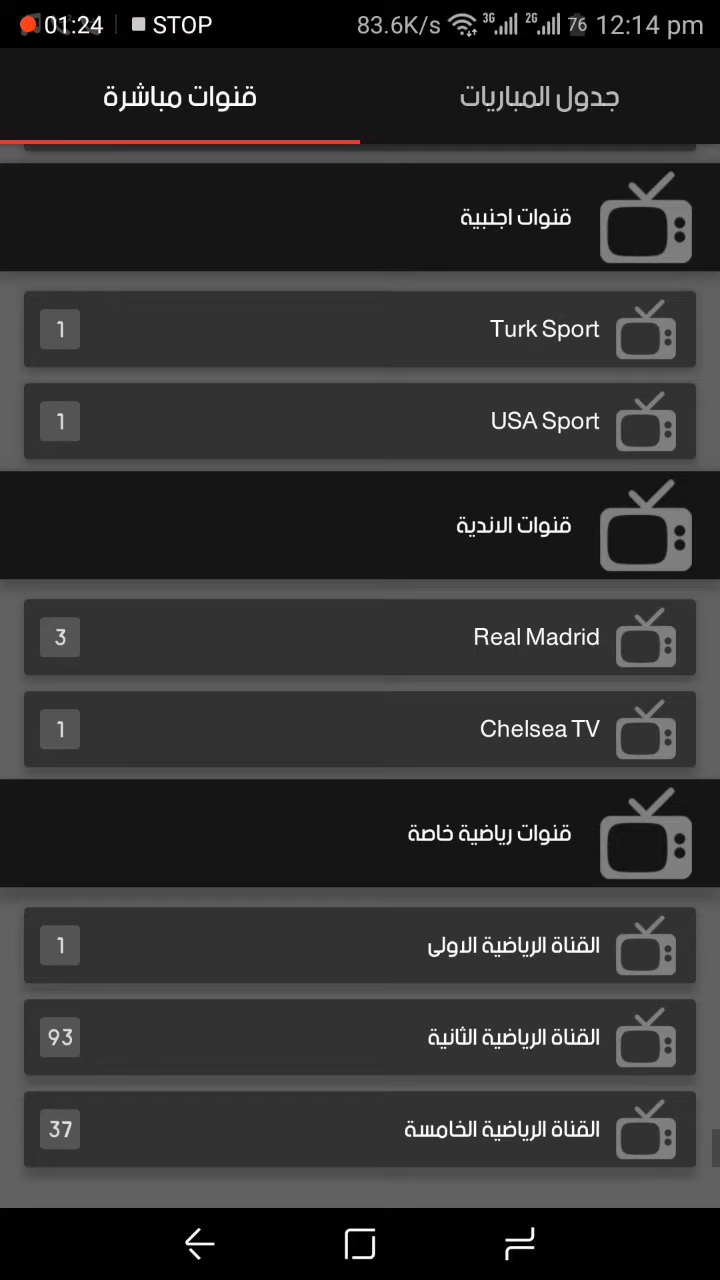 01:24 STOP 83.6K/s 3G 2G 76 12:14 pm
جدول المباريات
قنوات مباشرة
قنوات اجنبية
Turk Sport 1
USA Sport 1
قنوات الاندية
Real Madrid 3
Chelsea TV 1
قنوات رياضية خاصة
القناة الرياضية الاولى 1
القناة الرياضية الثانية 93
القناة الرياضية الخامسة 37